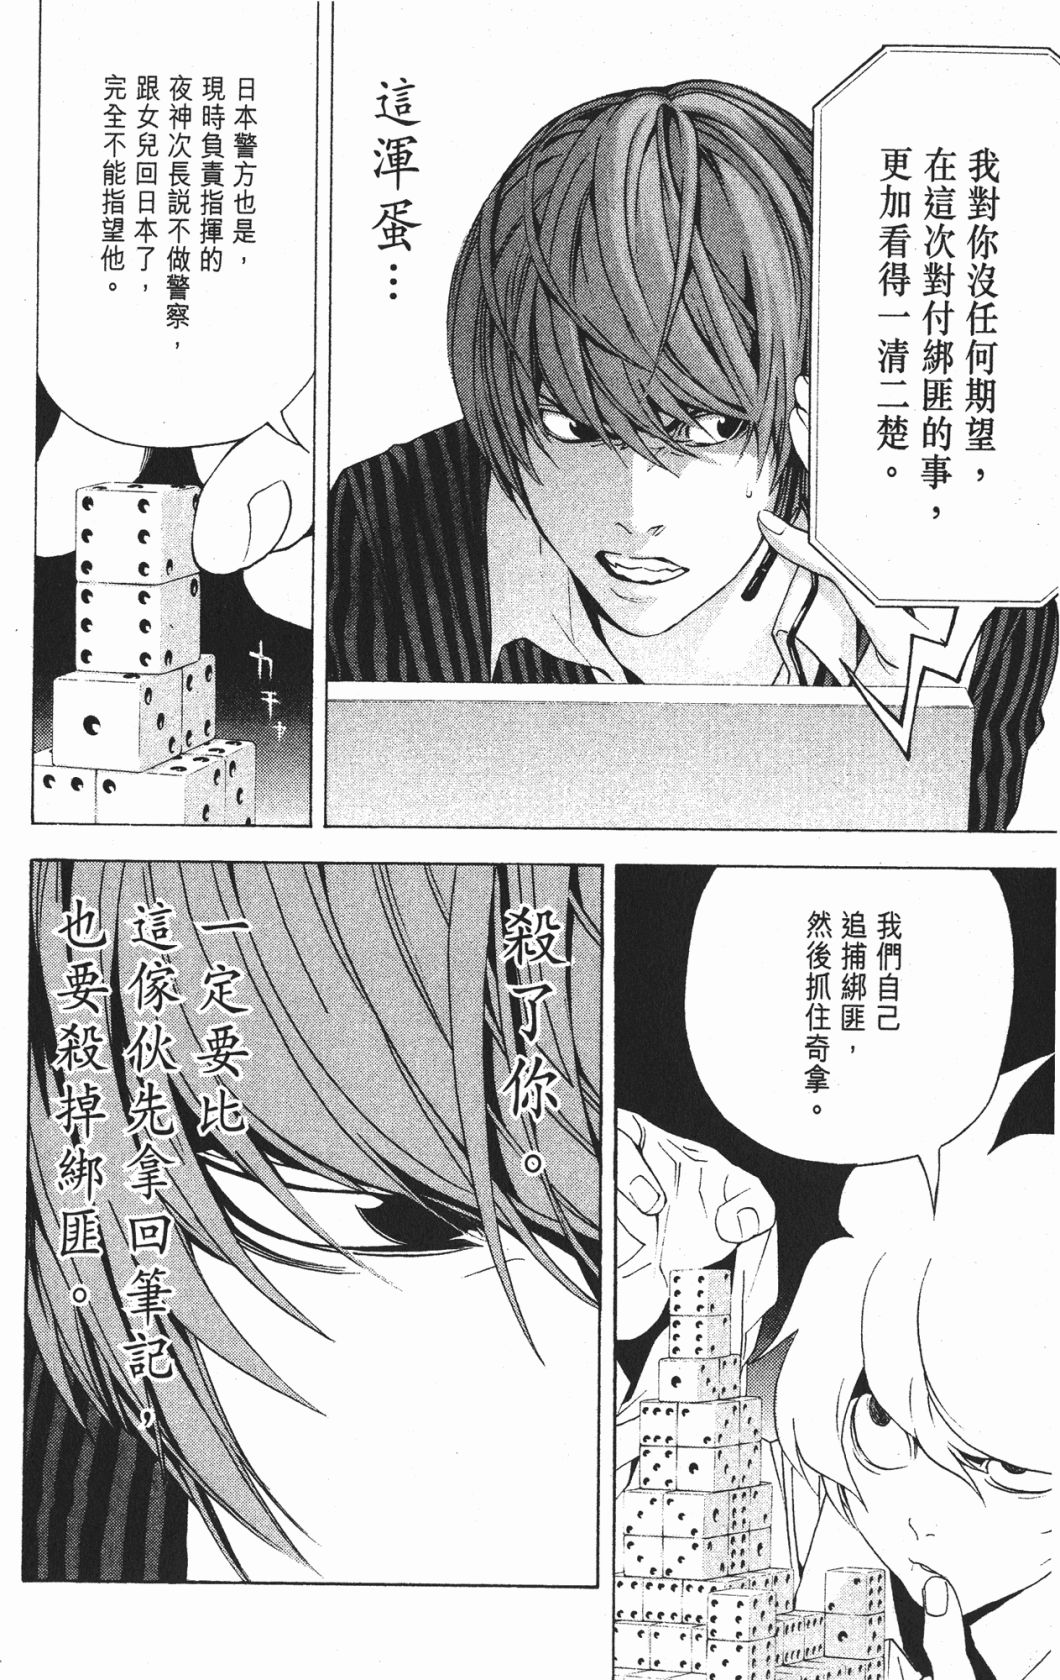 我對你沒任何期望，
在這次對付綁匪的事，
更加看得一清二楚。
這渾蛋…
日本警方也是，
現時負責指揮的
夜神次長説不做警察，
跟女兒回日本了，
完全不能指望他。
カチャ
我們自己
追捕綁匪，
然後抓住奇拿。
殺了你。
一定要比
這傢伙先拿回筆記，
也要殺掉綁匪。